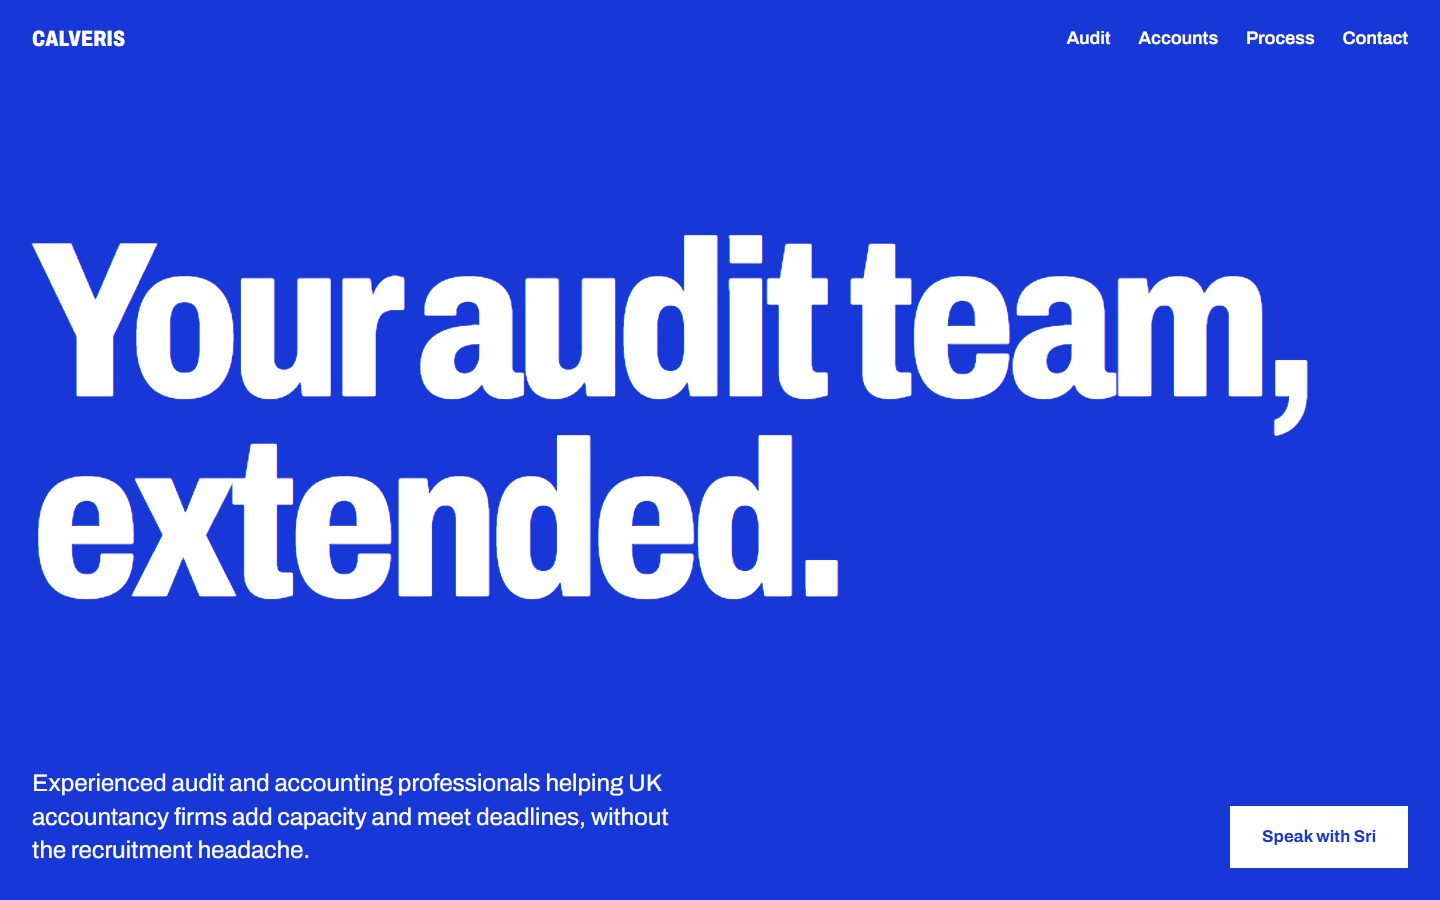 CALVERIS
Audit Accounts Process Contact
Your audit team,
extended.
Experienced audit and accounting professionals helping UK
accountancy firms add capacity and meet deadlines, without
the recruitment headache.
Speak with Sri